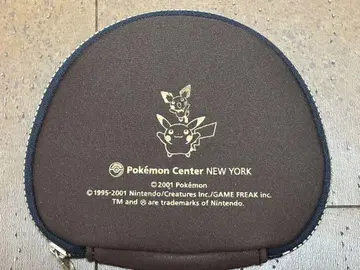 Pokémon Center NEW YORK
©2001 Pokémon
©1995-2001 Nintendo/Creatures Inc./GAME FREAK inc.
TM and ® are trademarks of Nintendo.